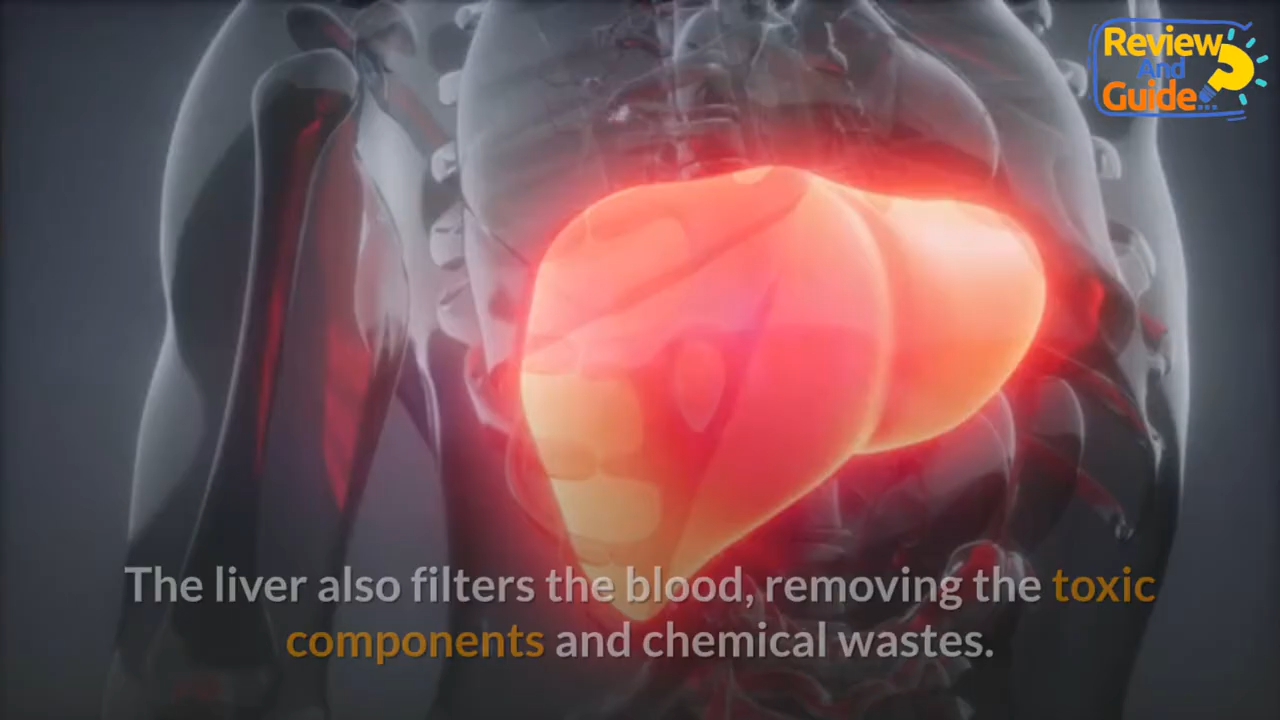 Review
And
Guide...
The liver also filters the blood, removing the toxic
components and chemical wastes.